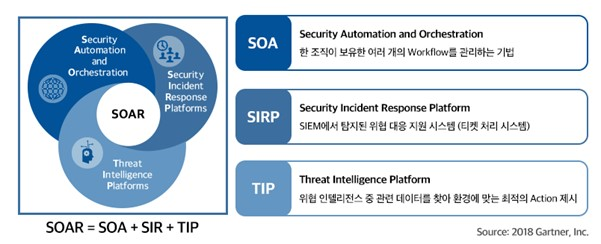 Security
Automation
and
Orchestration
Security
Incident
Response
Platforms
SOAR
Threat
Intelligence
Platforms
SOAR = SOA + SIR + TIP
SOA
Security Automation and Orchestration
한 조직이 보유한 여러 개의 Workflow를 관리하는 기법
SIRP
Security Incident Response Platform
SIEM에서 탐지된 위협 대응 지원 시스템 (티켓 처리 시스템)
TIP
Threat Intelligence Platform
위협 인텔리전스 중 관련 데이터를 찾아 환경에 맞는 최적의 Action 제시
Source: 2018 Gartner, Inc.